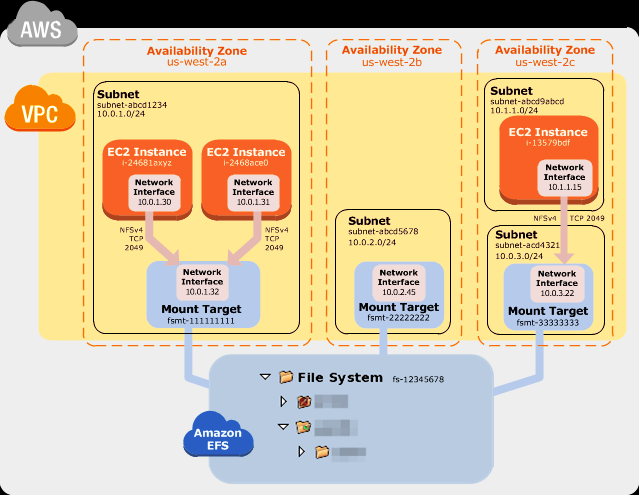 AWS
Availability Zone
us-west-2a
Availability Zone
us-west-2b
Availability Zone
us-west-2c
VPC
Subnet
subnet-abcd1234
10.0.1.0/24
EC2 Instance
i-24681axyz
Network
Interface
10.0.1.30
EC2 Instance
i-2468ace0
Network
Interface
10.0.1.31
NFSv4
TCP
2049
NFSv4
TCP
2049
Network
Interface
10.0.1.32
Mount Target
fsmt-111111111
Subnet
subnet-abcd5678
10.0.2.0/24
Network
Interface
10.0.2.45
Mount Target
fsmt-22222222
Subnet
subnet-abcd9abcd
10.1.1.0/24
EC2 Instance
i-13579bdf
Network
Interface
10.1.1.15
NFSv4 TCP 2049
Subnet
subnet-acd4321
10.0.3.0/24
Network
Interface
10.0.3.22
Mount Target
fsmt-33333333
File System fs-12345678
Amazon
EFS